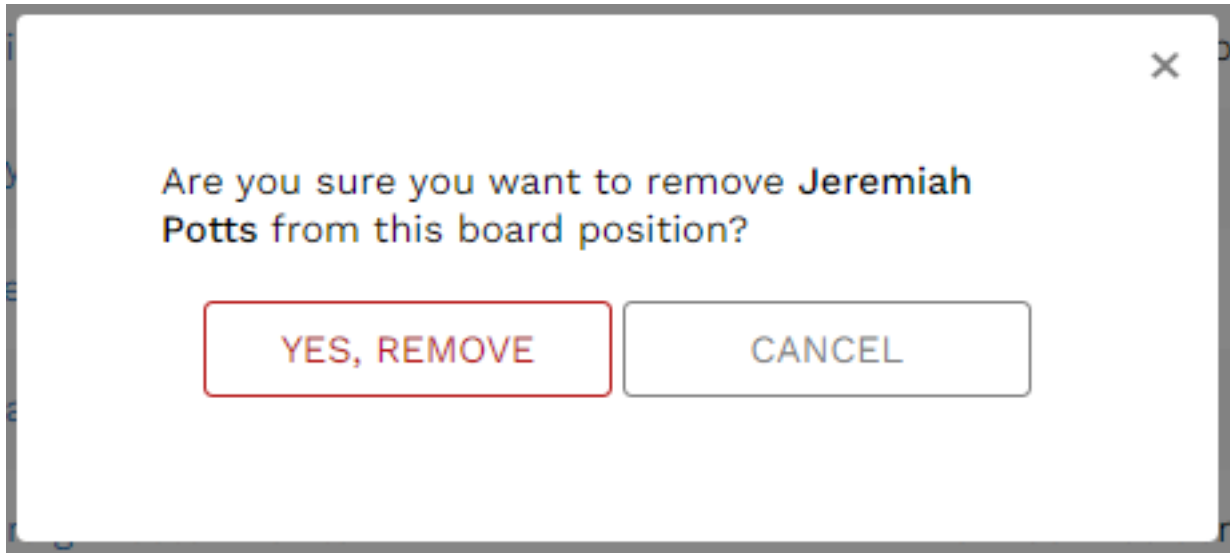 ×
Are you sure you want to remove Jeremiah
Potts from this board position?
YES, REMOVE
CANCEL